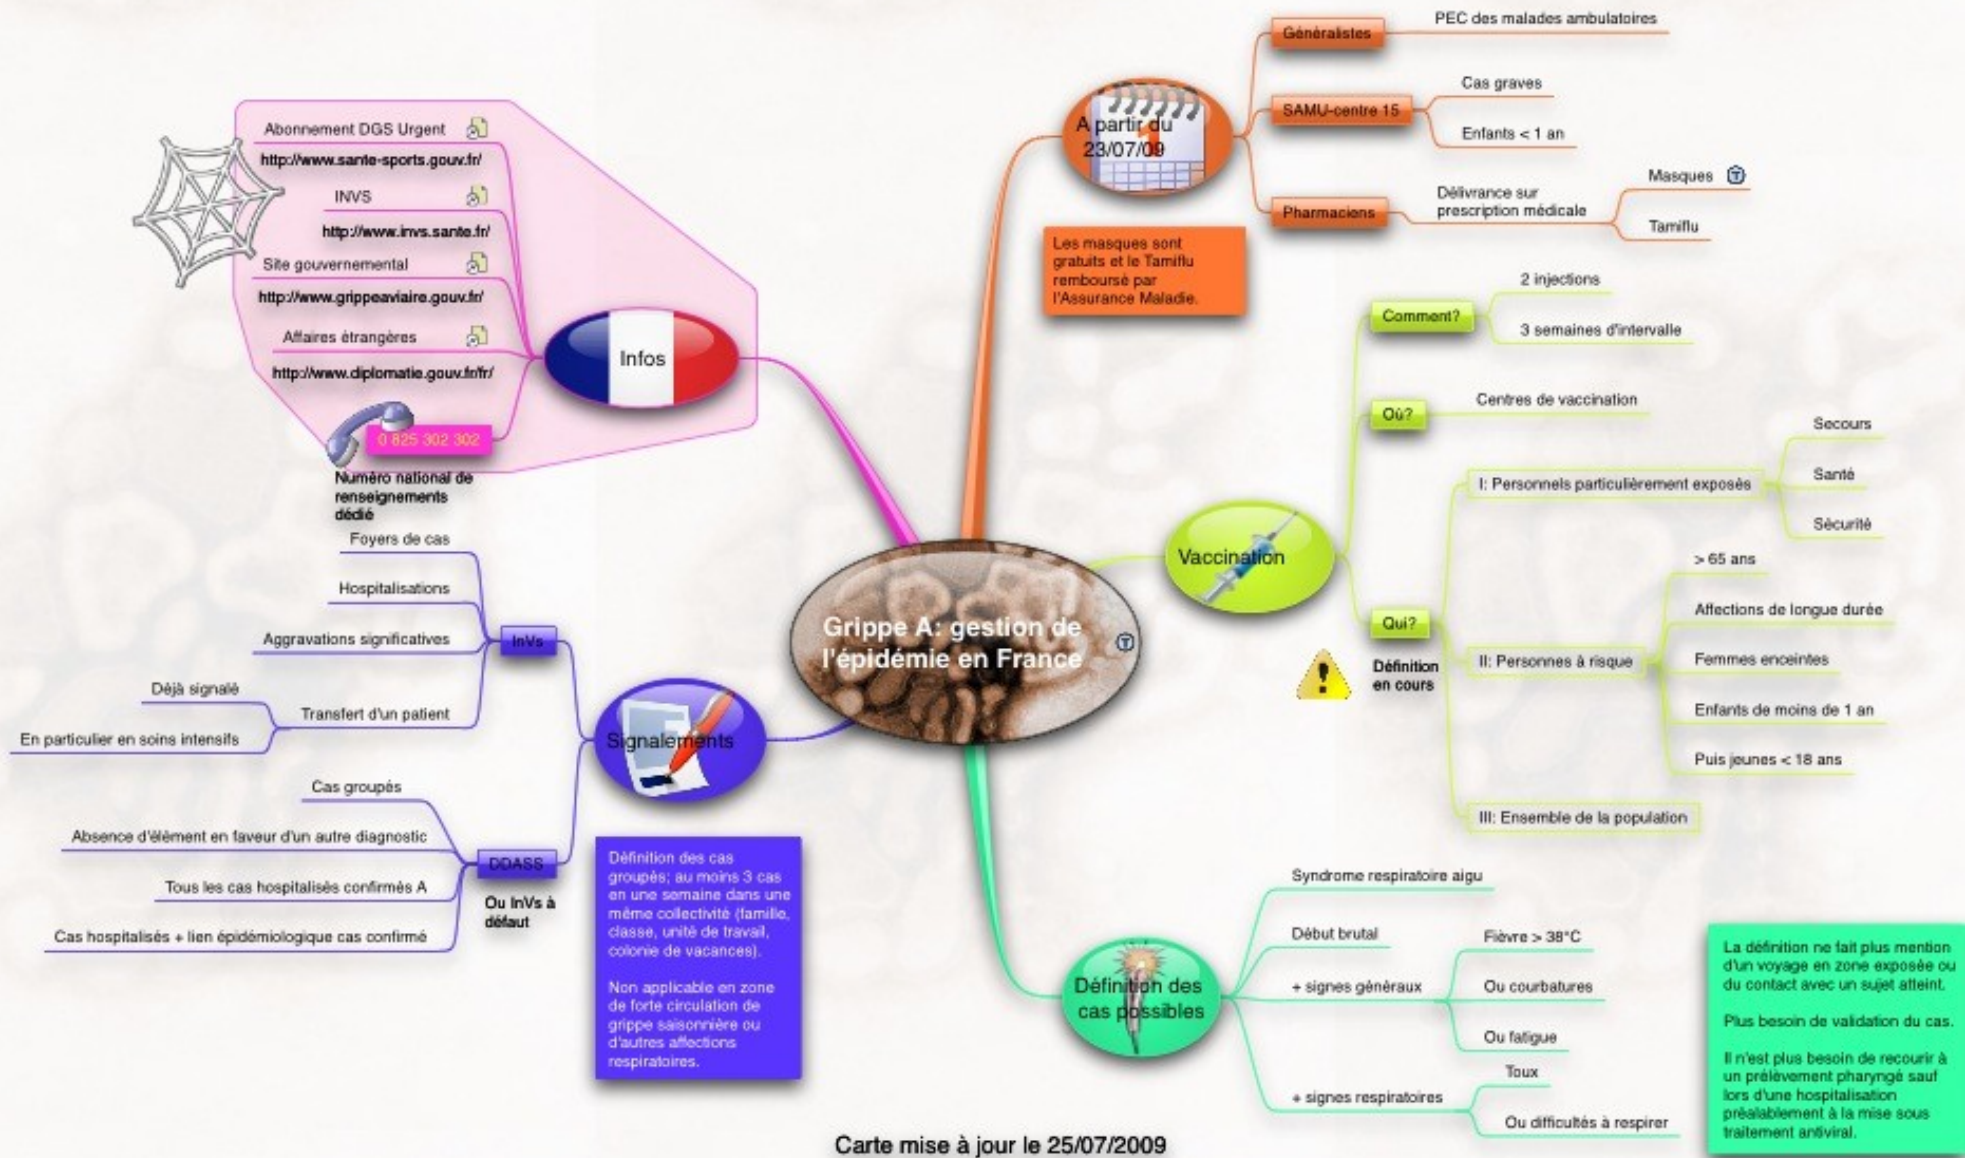 Grippe A: gestion de
l'épidémie en France
A partir du
23/07/09
Généralistes
PEC des malades ambulatoires
SAMU-centre 15
Cas graves
Enfants < 1 an
Pharmaciens
Délivrance sur
prescription médicale
Masques
Tamiflu
Les masques sont
gratuits et le Tamiflu
remboursé par
l'Assurance Maladie.
Vaccination
Comment?
2 injections
3 semaines d'intervalle
Où?
Centres de vaccination
Qui?
Définition
en cours
I: Personnels particulièrement exposés
Secours
Santé
Sécurité
II: Personnes à risque
> 65 ans
Affections de longue durée
Femmes enceintes
Enfants de moins de 1 an
Puis jeunes < 18 ans
III: Ensemble de la population
Définition des
cas possibles
Syndrome respiratoire aigu
Début brutal
+ signes généraux
Fièvre > 38°C
Ou courbatures
Ou fatigue
+ signes respiratoires
Toux
Ou difficultés à respirer
La définition ne fait plus mention
d'un voyage en zone exposée ou
du contact avec un sujet atteint.
Plus besoin de validation du cas.
Il n'est plus besoin de recourir à
un prélèvement pharyngé sauf
lors d'une hospitalisation
préalablement à la mise sous
traitement antiviral.
Infos
Abonnement DGS Urgent
http://www.sante-sports.gouv.fr/
INVS
http://www.invs.sante.fr/
Site gouvernemental
http://www.grippeaviaire.gouv.fr/
Affaires étrangères
http://www.diplomatie.gouv.fr/fr/
0 825 302 302
Numéro national de
renseignements
dédié
Signalements
InVs
Foyers de cas
Hospitalisations
Aggravations significatives
Transfert d'un patient
Déjà signalé
En particulier en soins intensifs
DDASS
Ou InVs à
défaut
Cas groupés
Absence d'élément en faveur d'un autre diagnostic
Tous les cas hospitalisés confirmés A
Cas hospitalisés + lien épidémiologique cas confirmé
Définition des cas
groupés; au moins 3 cas
en une semaine dans une
même collectivité (famille,
classe, unité de travail,
colonie de vacances).
Non applicable en zone
de forte circulation de
grippe saisonnière ou
d'autres affections
respiratoires.
Carte mise à jour le 25/07/2009